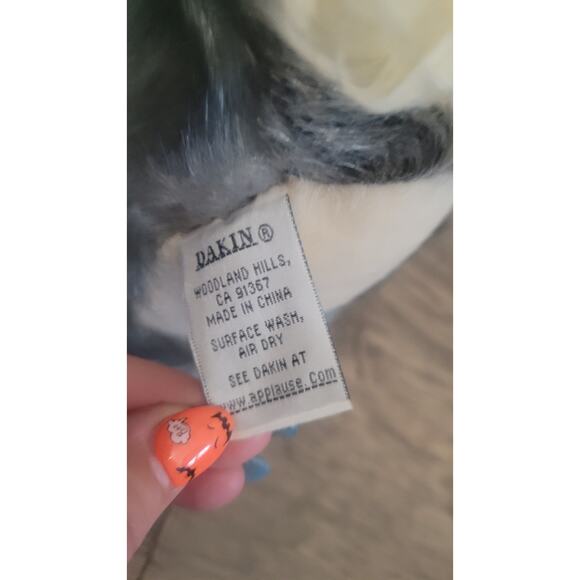 DAKIN®
WOODLAND HILLS,
CA 91367
MADE IN CHINA
SURFACE WASH,
AIR DRY
SEE DAKIN AT
www.applause.Com